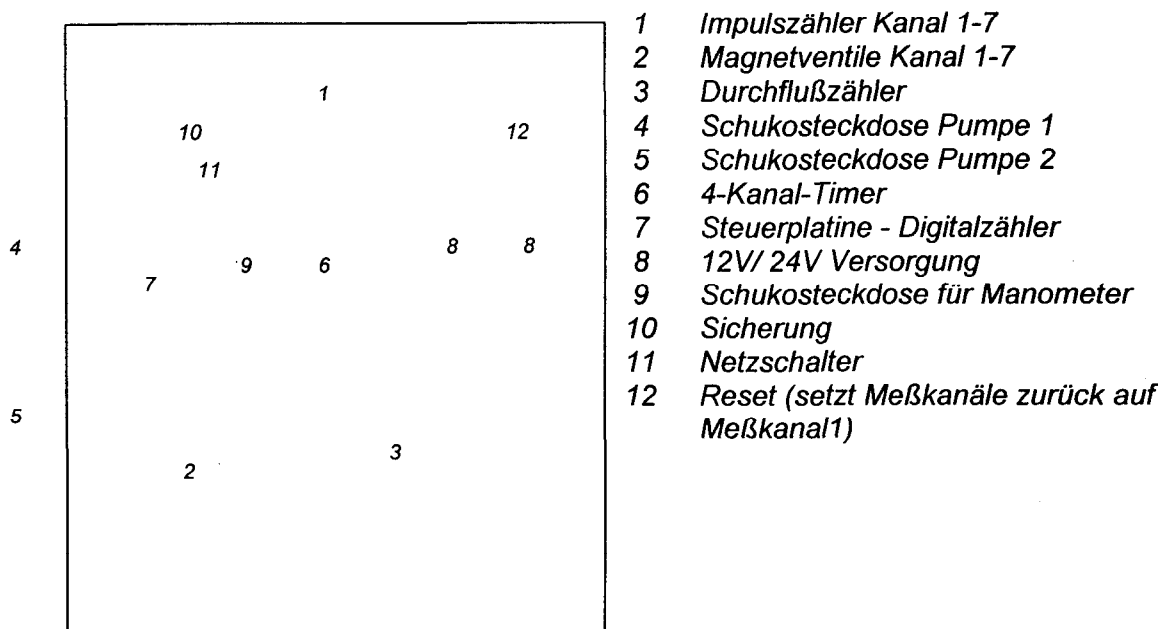 1
10
12
11
4
8
8
9
6
7
5
3
2
1 Impulszähler Kanal 1-7
2 Magnetventile Kanal 1-7
3 Durchflußzähler
4 Schukosteckdose Pumpe 1
5 Schukosteckdose Pumpe 2
6 4-Kanal-Timer
7 Steuerplatine - Digitalzähler
8 12V/ 24V Versorgung
9 Schukosteckdose für Manometer
10 Sicherung
11 Netzschalter
12 Reset (setzt Meßkanäle zurück auf
Meßkanal1)